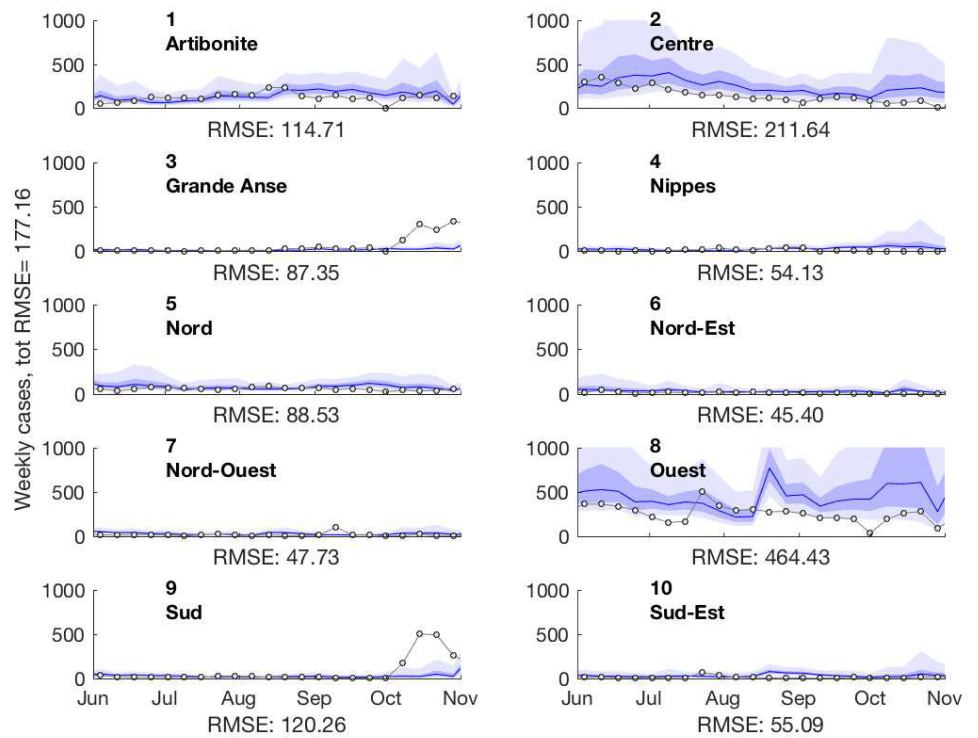 Weekly cases, tot RMSE= 177.16
1000
500
0
1
Artibonite
RMSE: 114.71
1000
500
0
2
Centre
RMSE: 211.64
1000
500
0
3
Grande Anse
RMSE: 87.35
1000
500
0
4
Nippes
RMSE: 54.13
1000
500
0
5
Nord
RMSE: 88.53
1000
500
0
6
Nord-Est
RMSE: 45.40
1000
500
0
7
Nord-Ouest
RMSE: 47.73
1000
500
0
8
Ouest
RMSE: 464.43
1000
500
0
9
Sud
Jun Jul Aug Sep Oct Nov
RMSE: 120.26
1000
500
0
10
Sud-Est
Jun Jul Aug Sep Oct Nov
RMSE: 55.09